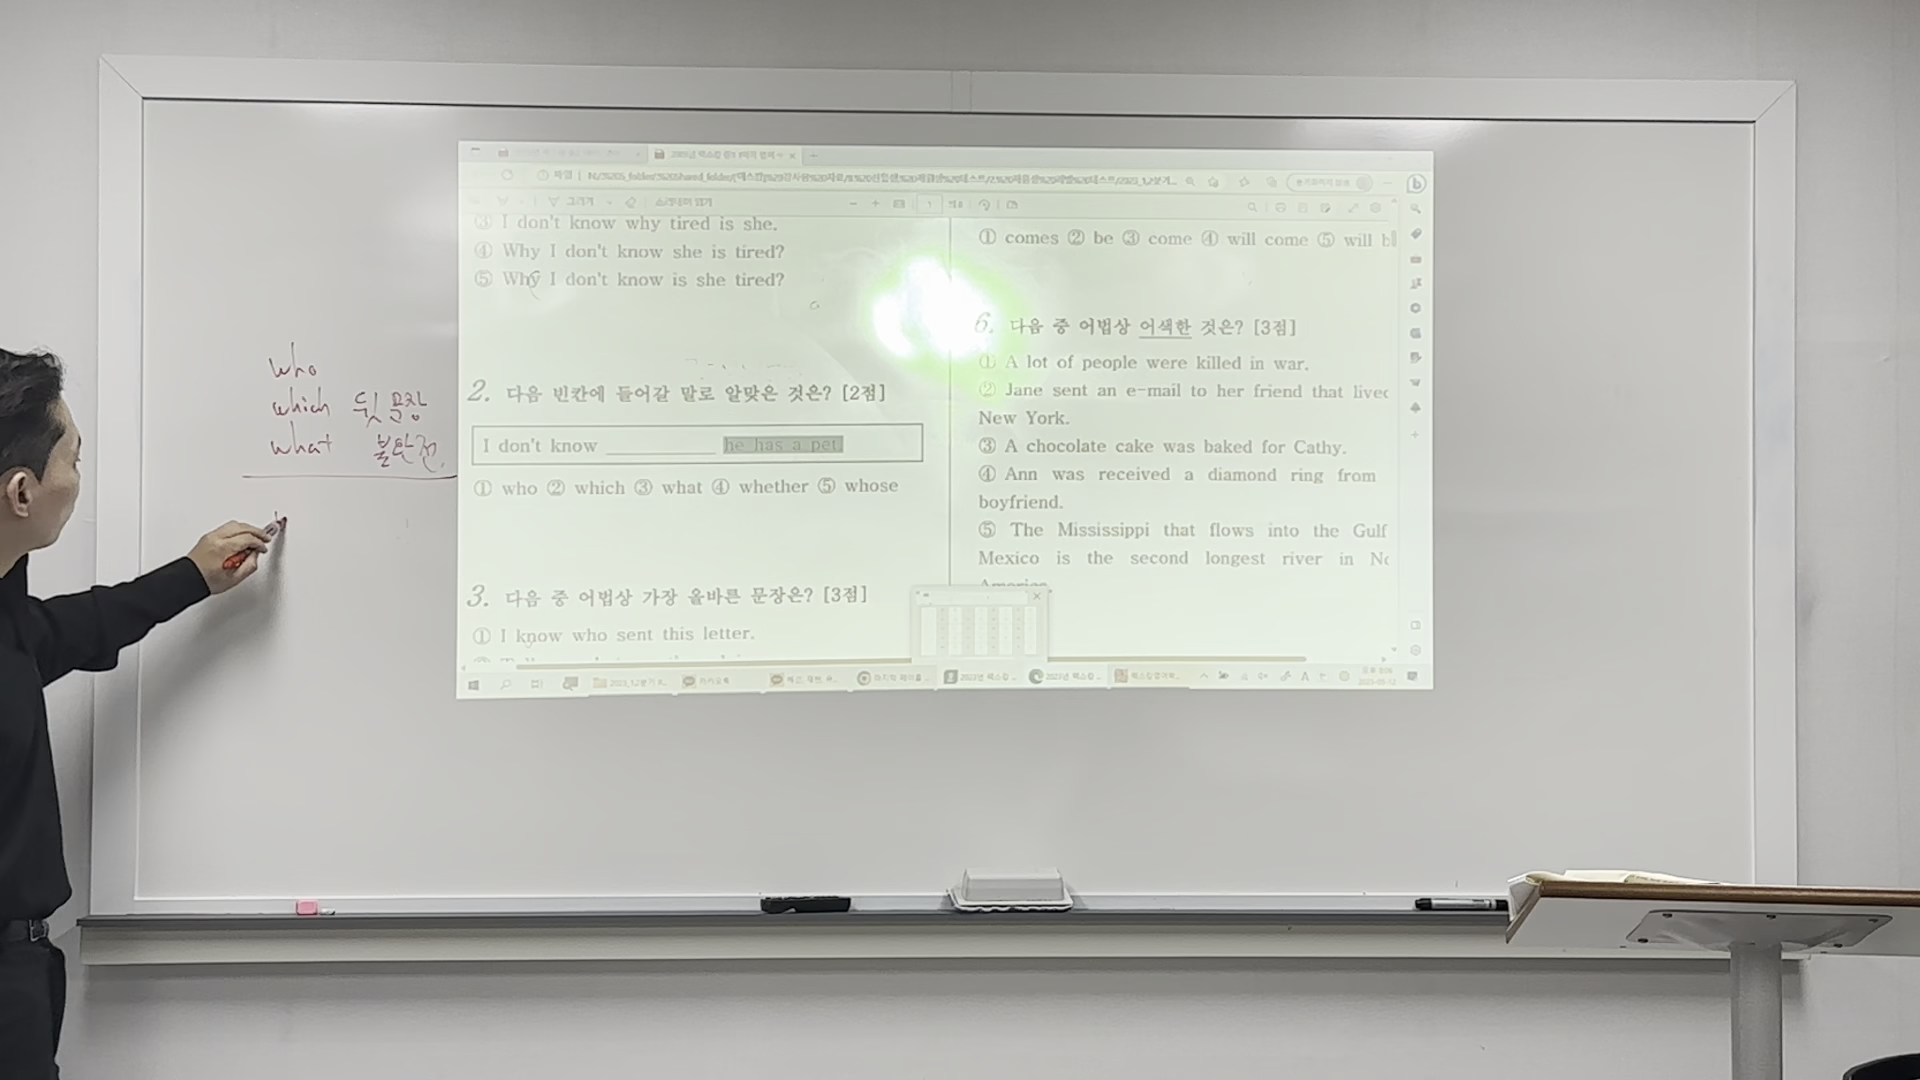 who
which 뒷 문장
what 불완전.
③ I don't know why tired is she.
④ Why I don't know she is tired?
⑤ Why I don't know is she tired?
2. 다음 빈칸에 들어갈 말로 알맞은 것은? [2점]
I don't know __________ he has a pet.
① who ② which ③ what ④ whether ⑤ whose
3. 다음 중 어법상 가장 올바른 문장은? [3점]
① I know who sent this letter.
① comes ② be ③ come ④ will come ⑤ will b
6. 다음 중 어법상 어색한 것은? [3점]
① A lot of people were killed in war.
② Jane sent an e-mail to her friend that lived
New York.
③ A chocolate cake was baked for Cathy.
④ Ann was received a diamond ring from
boyfriend.
⑤ The Mississippi that flows into the Gulf
Mexico is the second longest river in No
America